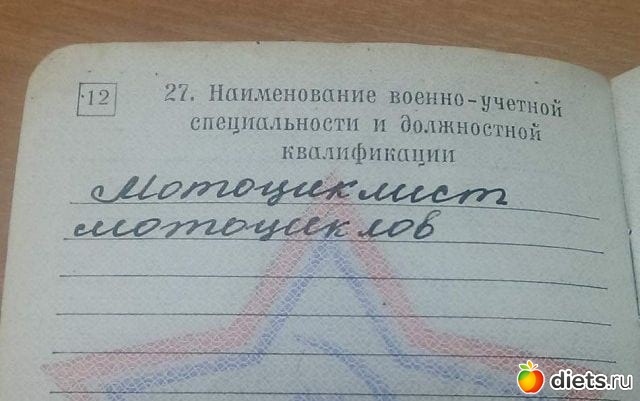 12
27. Наименование военно-учетной
специальности и должностной
квалификации
Мотоциклист
мотоциклов
diets.ru